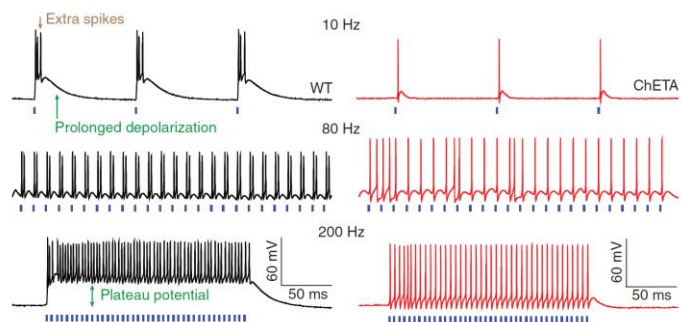 Extra spikes
10 Hz
WT
ChETA
Prolonged depolarization
80 Hz
200 Hz
60 mV
50 ms
Plateau potential
60 mV
50 ms